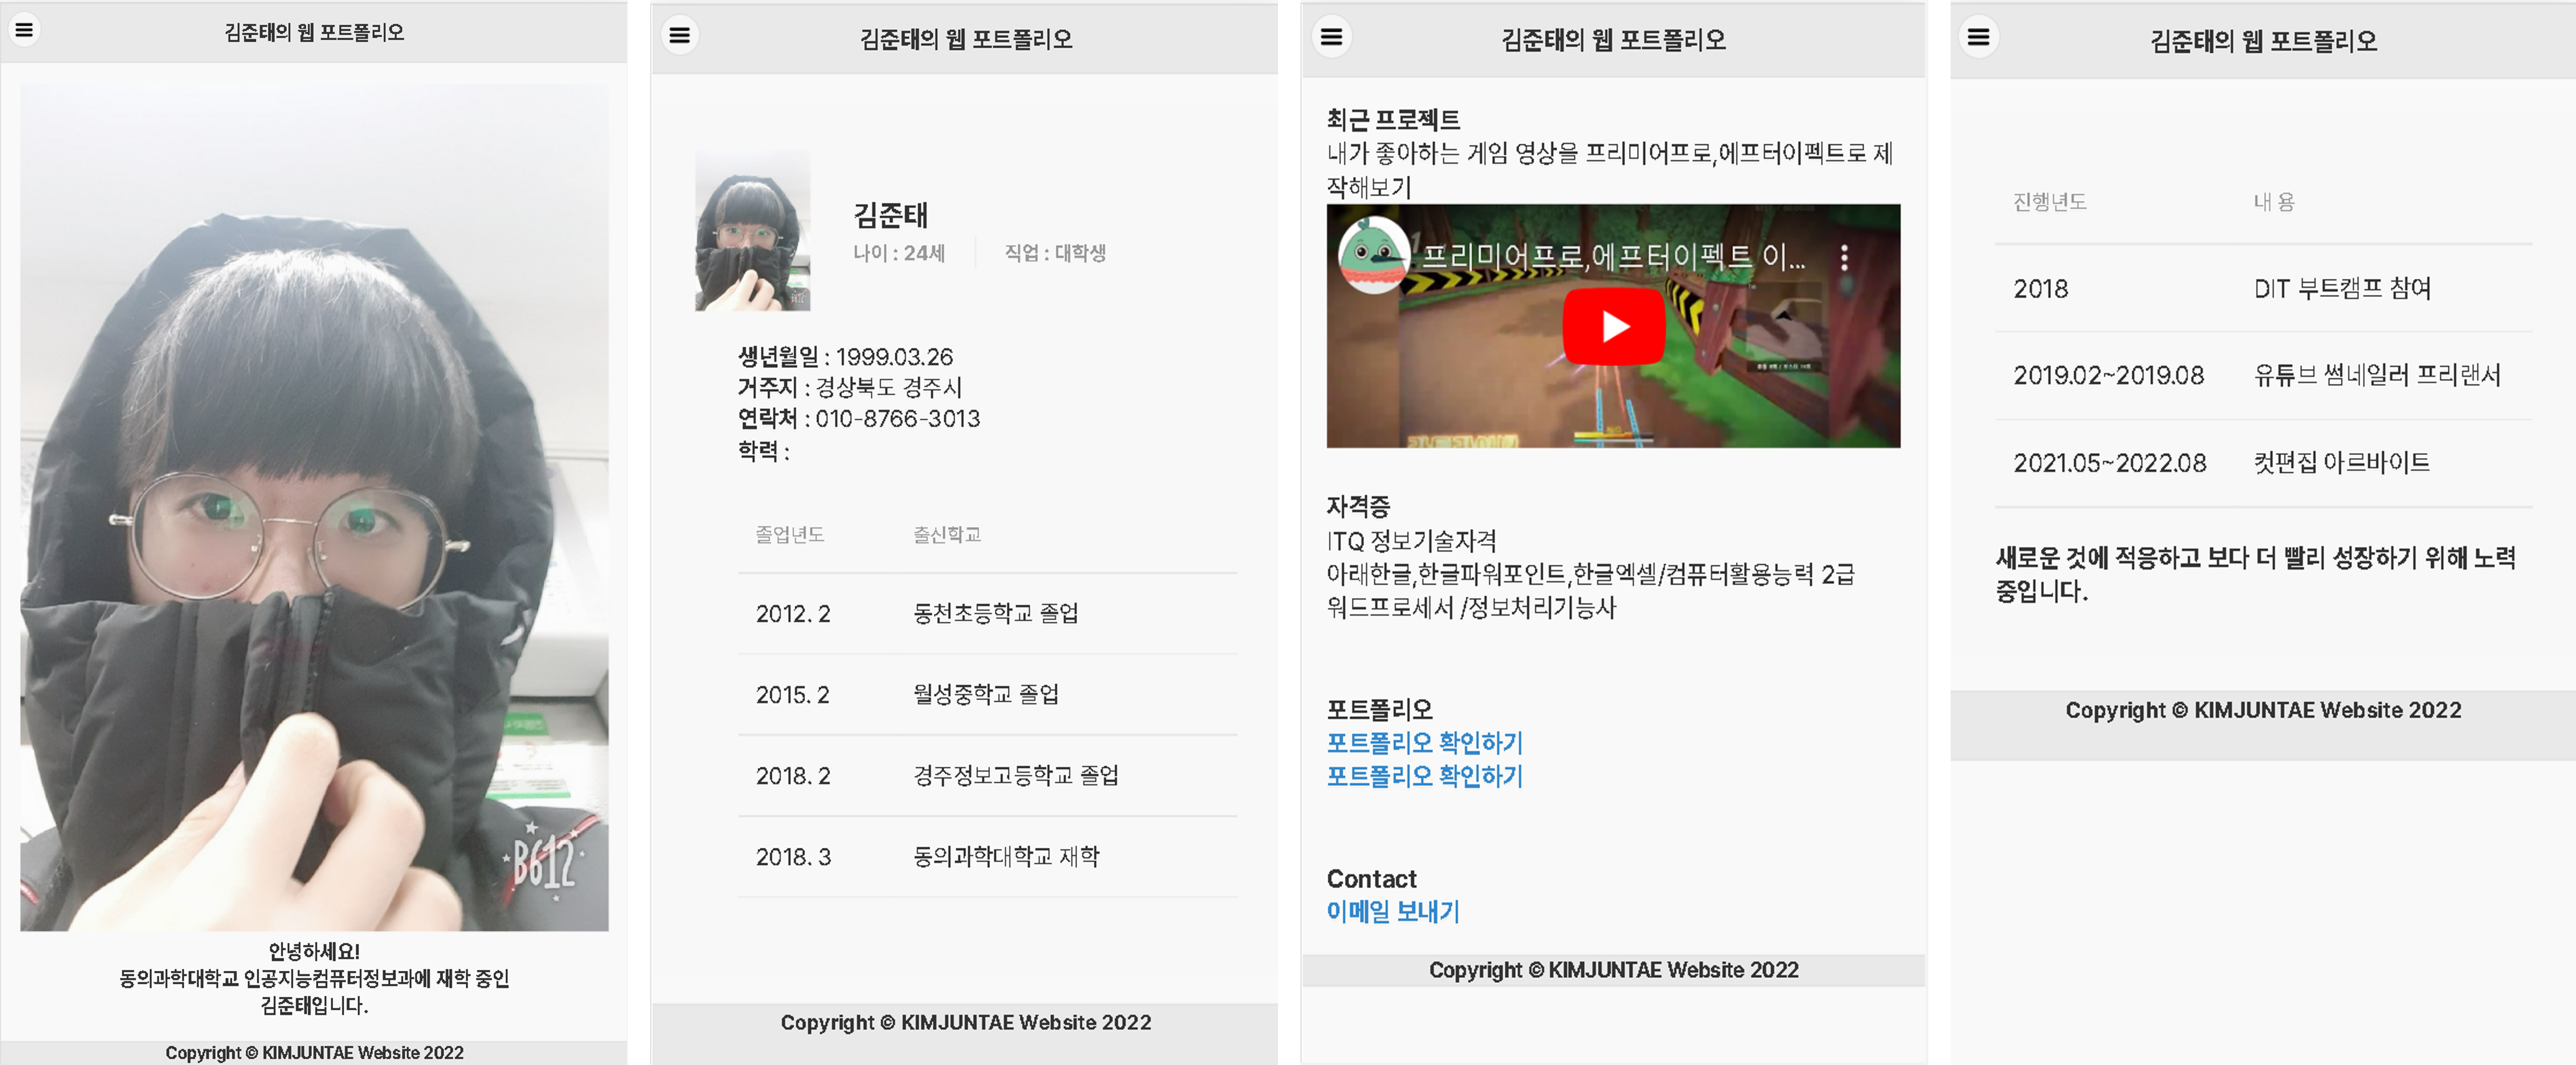 김준태의 웹 포트폴리오
B612
안녕하세요!
동의과학대학교 인공지능컴퓨터정보과에 재학 중인
김준태입니다.
Copyright © KIMJUNTAE Website 2022
김준태의 웹 포트폴리오
김준태
나이 : 24세 직업 : 대학생
생년월일 : 1999.03.26
거주지 : 경상북도 경주시
연락처 : 010-8766-3013
학력 :
졸업년도 출신학교
2012. 2 동천초등학교 졸업
2015. 2 월성중학교 졸업
2018. 2 경주정보고등학교 졸업
2018. 3 동의과학대학교 재학
Copyright © KIMJUNTAE Website 2022
김준태의 웹 포트폴리오
최근 프로젝트
내가 좋아하는 게임 영상을 프리미어프로,에프터이펙트로 제
작해보기
프리미어프로,에프터이펙트 이...
자격증
ITQ 정보기술자격
아래한글,한글파워포인트,한글엑셀/컴퓨터활용능력 2급
워드프로세서 /정보처리기능사
포트폴리오
포트폴리오 확인하기
포트폴리오 확인하기
Contact
이메일 보내기
Copyright © KIMJUNTAE Website 2022
김준태의 웹 포트폴리오
진행년도 내 용
2018 DIT 부트캠프 참여
2019.02~2019.08 유튜브 썸네일러 프리랜서
2021.05~2022.08 컷편집 아르바이트
새로운 것에 적응하고 보다 더 빨리 성장하기 위해 노력
중입니다.
Copyright © KIMJUNTAE Website 2022